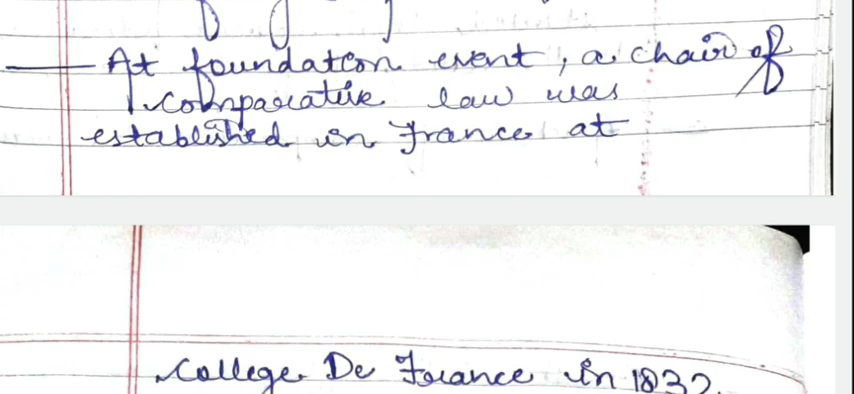 At foundation event, a chair of
comparative law was
established in France at
College De France in 1832.